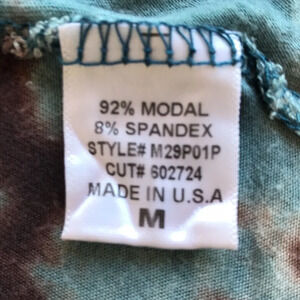 92% MODAL
8% SPANDEX
STYLE# M29P01P
CUT# 602724
MADE IN U.S.A
M